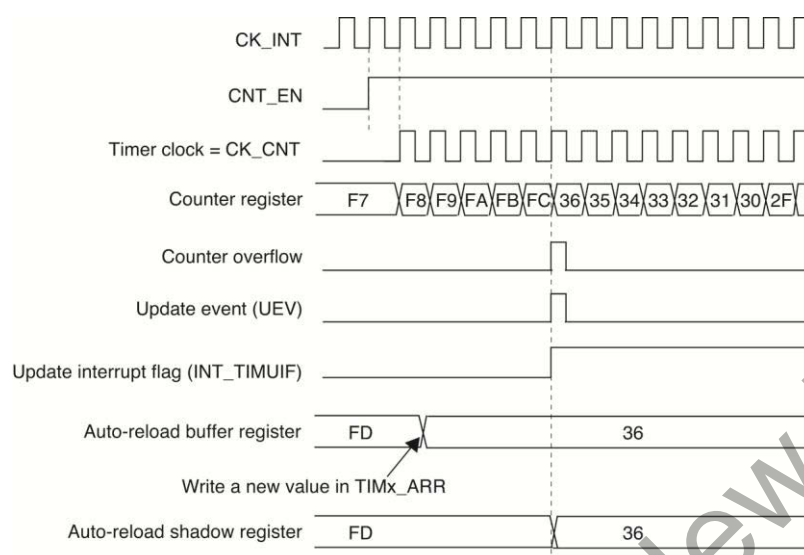 CK_INT
CNT_EN
Timer clock = CK_CNT
Counter register F7 F8 F9 FA FB FC 36 35 34 33 32 31 30 2F
Counter overflow
Update event (UEV)
Update interrupt flag (INT_TIMUIF)
Auto-reload buffer register FD 36
Write a new value in TIMx_ARR
Auto-reload shadow register FD 36